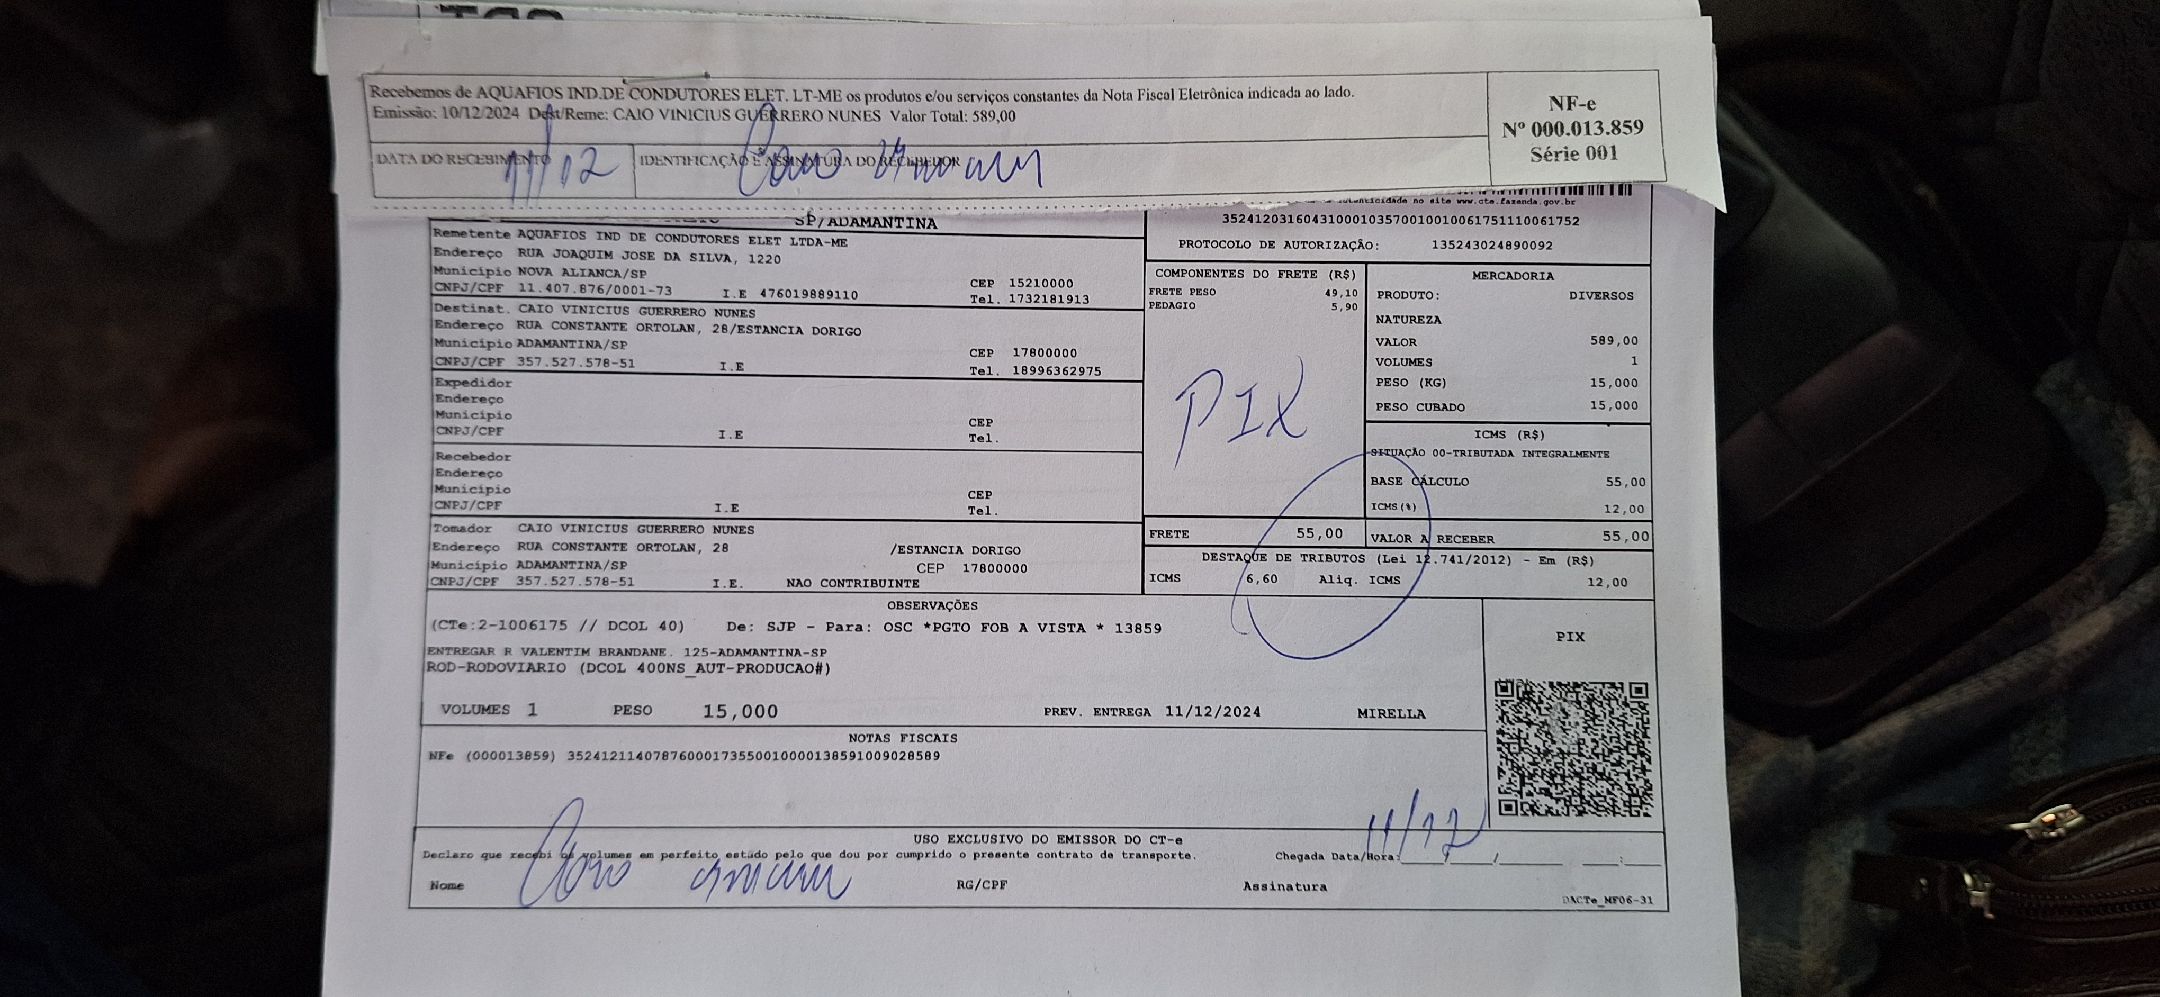 Recebemos de AQUAFIOS IND.DE CONDUTORES ELET. LT-ME os produtos e/ou serviços constantes da Nota Fiscal Eletrônica indicada ao lado.
Emissão: 10/12/2024 Dest/Reme: CAIO VINICIUS GUERRERO NUNES Valor Total: 589,00
DATA DO RECEBIMENTO
11/12
IDENTIFICAÇÃO E ASSINATURA DO RECEBEDOR
NF-e
Nº 000.013.859
Série 001
SP/ADAMANTINA
Remetente AQUAFIOS IND DE CONDUTORES ELET LTDA-ME
Endereço RUA JOAQUIM JOSE DA SILVA, 1220
Município NOVA ALIANCA/SP CEP 15210000
CNPJ/CPF 11.407.876/0001-73 I.E 476019889110 Tel. 1732181913
Destinat. CAIO VINICIUS GUERRERO NUNES
Endereço RUA CONSTANTE ORTOLAN, 28/ESTANCIA DORIGO
Município ADAMANTINA/SP CEP 17800000
CNPJ/CPF 357.527.578-51 I.E Tel. 18996362975
Expedidor
Endereço
Município CEP
CNPJ/CPF I.E Tel.
Recebedor
Endereço
Município CEP
CNPJ/CPF I.E Tel.
Tomador CAIO VINICIUS GUERRERO NUNES
Endereço RUA CONSTANTE ORTOLAN, 28 /ESTANCIA DORIGO
Município ADAMANTINA/SP CEP 17800000
CNPJ/CPF 357.527.578-51 I.E. NAO CONTRIBUINTE
no site www.cte.fazenda.gov.br
35241203160431000103570010010061751110061752
PROTOCOLO DE AUTORIZAÇÃO: 135243024890092
COMPONENTES DO FRETE (R$)
FRETE PESO 49,10
PEDAGIO 5,90
PIX
MERCADORIA
PRODUTO: DIVERSOS
NATUREZA
VALOR 589,00
VOLUMES 1
PESO (KG) 15,000
PESO CUBADO 15,000
ICMS (R$)
SITUAÇÃO 00-TRIBUTADA INTEGRALMENTE
BASE CÁLCULO 55,00
ICMS(%) 12,00
FRETE 55,00 VALOR A RECEBER 55,00
DESTAQUE DE TRIBUTOS (Lei 12.741/2012) - Em (R$)
ICMS 6,60 Aliq. ICMS 12,00
OBSERVAÇÕES
(CTe:2-1006175 // DCOL 40) De: SJP - Para: OSC *PGTO FOB A VISTA * 13859
ENTREGAR R VALENTIM BRANDANE. 125-ADAMANTINA-SP
ROD-RODOVIARIO (DCOL 400NS_AUT-PRODUCAO#)
VOLUMES 1 PESO 15,000 PREV. ENTREGA 11/12/2024 MIRELLA
PIX
NOTAS FISCAIS
NFe (000013859) 35241211407876000173550010000138591009028589
USO EXCLUSIVO DO EMISSOR DO CT-e
Declaro que recebi os volumes em perfeito estado pelo que dou por cumprido o presente contrato de transporte. Chegada Data/Hora: 11/12
Nome RG/CPF Assinatura
DACTe_MF06-31